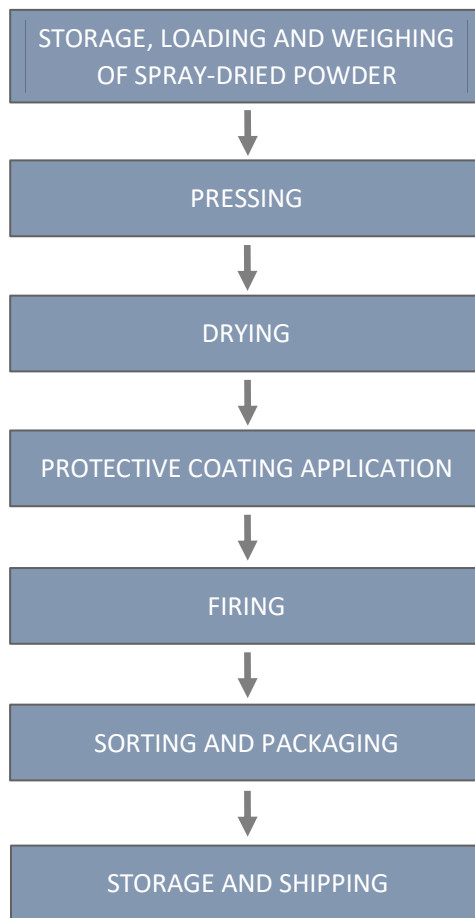 STORAGE, LOADING AND WEIGHING
OF SPRAY-DRIED POWDER
PRESSING
DRYING
PROTECTIVE COATING APPLICATION
FIRING
SORTING AND PACKAGING
STORAGE AND SHIPPING